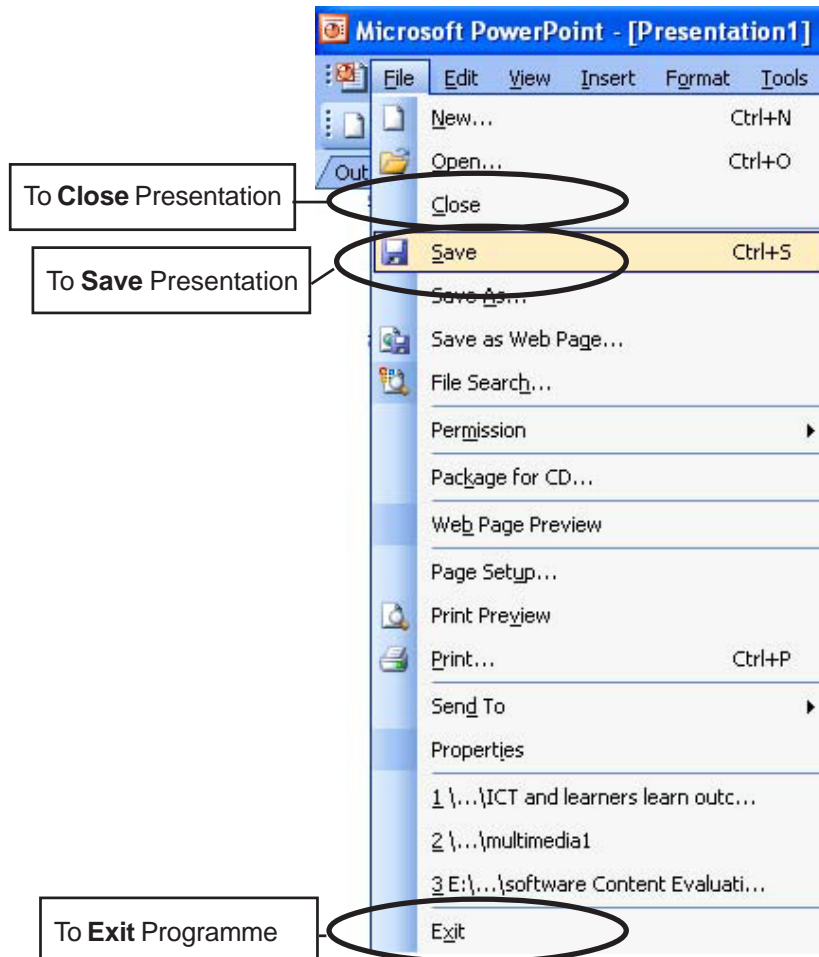 Microsoft PowerPoint - [Presentation1]
File Edit View Insert Format Tools
New... Ctrl+N
Open... Ctrl+O
Out
To Close Presentation
Close
To Save Presentation
Save Ctrl+S
Save As...
Save as Web Page...
File Search...
Permission
Package for CD...
Web Page Preview
Page Setup...
Print Preview
Print... Ctrl+P
Send To
Properties
1 \...\ICT and learners learn outc...
2 \...\multimedia1
3 E:\...\software Content Evaluati...
To Exit Programme
Exit